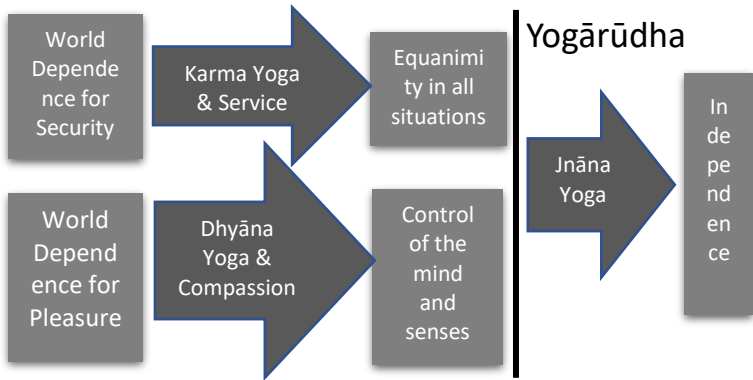 World
Depende
nce for
Security
Karma Yoga
& Service
Equanimi
ty in all
situations
World
Depend
ence for
Pleasure
Dhyāna
Yoga &
Compassion
Control
of the
mind
and
senses
Yogārūdha
Jnāna
Yoga
In
de
pe
nd
en
ce